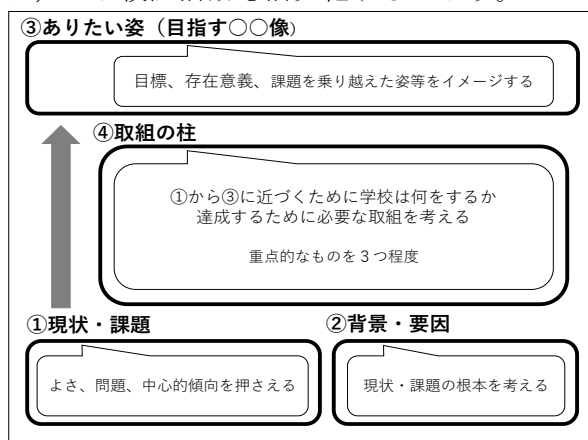 ③ありたい姿（目指す○○像）
目標、存在意義、課題を乗り越えた姿等をイメージする
④取組の柱
①から③に近づくために学校は何をするか
達成するために必要な取組を考える
重点的なものを３つ程度
①現状・課題
よさ、問題、中心的傾向を押さえる
②背景・要因
現状・課題の根本を考える